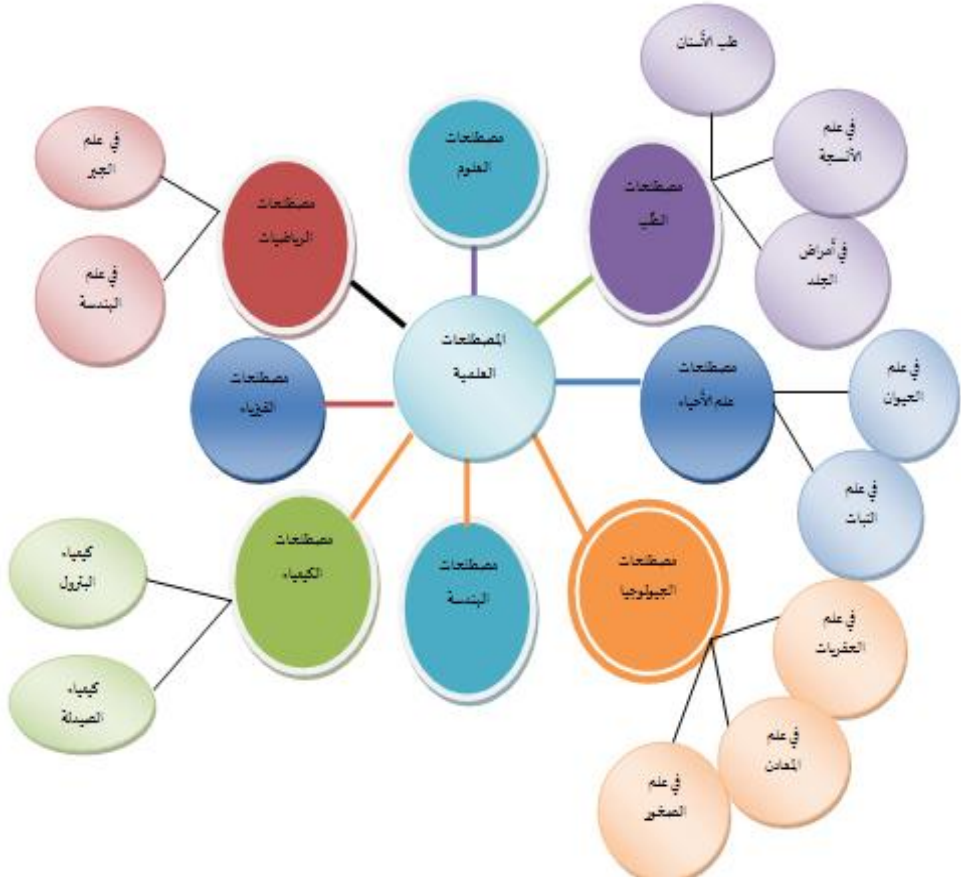 طب الأسنان
في علم
الأنسجة
في أمراض
الجلد
مصطلحات
الطب
مصطلحات
العلوم
مصطلحات
الرياضيات
في علم
الجبر
في علم
الهندسة
المصطلحات
العلمية
مصطلحات
علم الأحياء
في علم
الحيوان
في علم
النبات
مصطلحات
الفيزياء
مصطلحات
الكيمياء
كيمياء
البترول
كيمياء
الصيدلة
مصطلحات
الهندسة
مصطلحات
الجيولوجيا
في علم
الحفريات
في علم
المعادن
في علم
الصخور